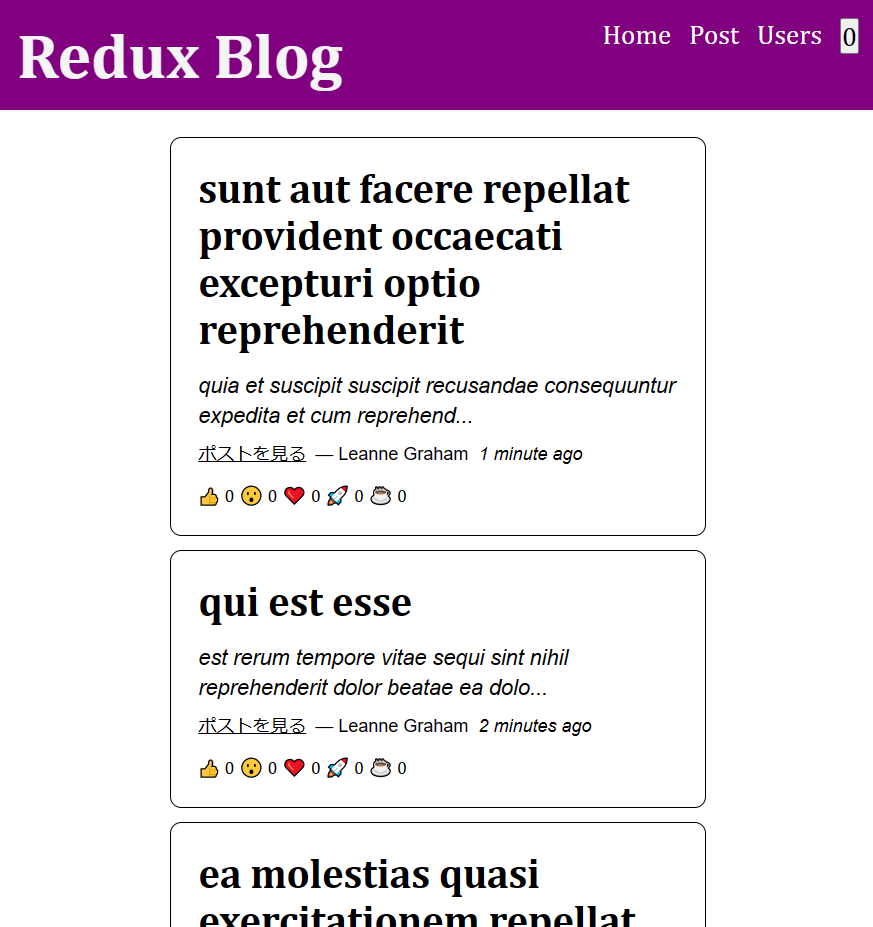 Redux Blog
Home Post Users 0
sunt aut facere repellat
provident occaecati
excepturi optio
reprehenderit
quia et suscipit suscipit recusandae consequuntur
expedita et cum reprehend...
ポストを見る — Leanne Graham 1 minute ago
👍 0 😮 0 ❤️ 0 🚀 0 ☕ 0
qui est esse
est rerum tempore vitae sequi sint nihil
reprehenderit dolor beatae ea dolo...
ポストを見る — Leanne Graham 2 minutes ago
👍 0 😮 0 ❤️ 0 🚀 0 ☕ 0
ea molestias quasi
exercitationem repellat